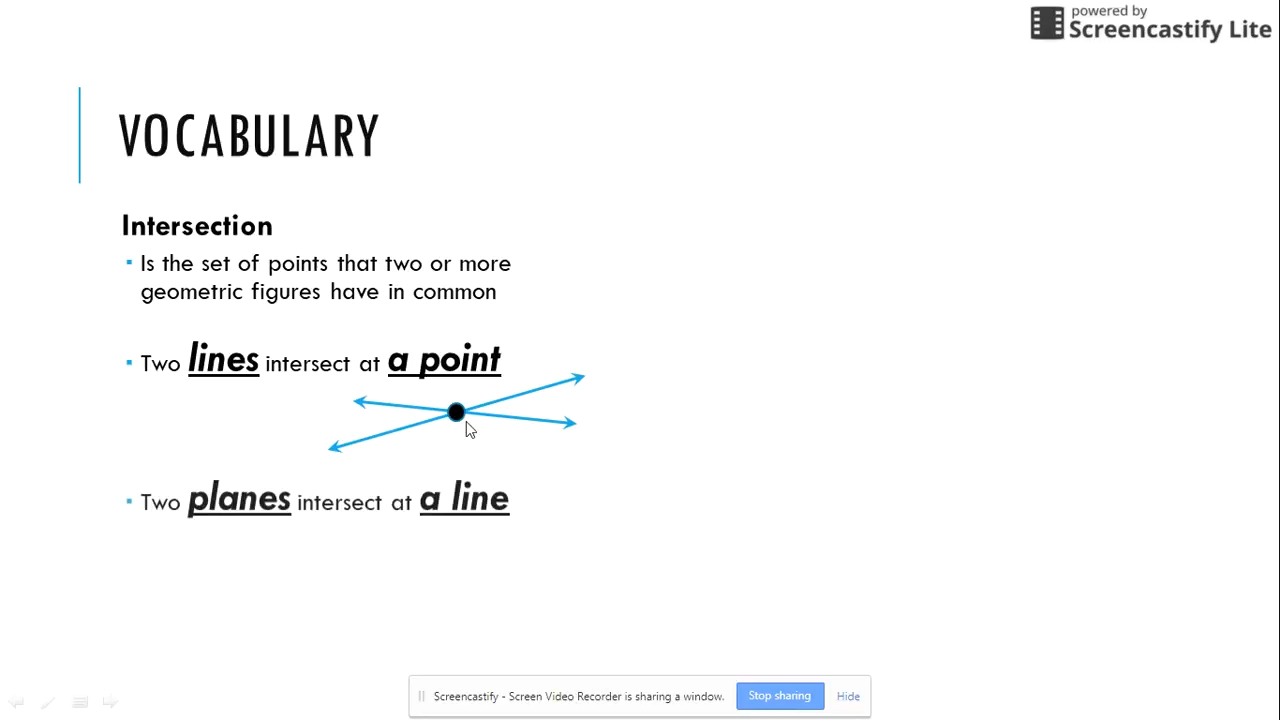 powered by
Screencastify Lite
VOCABULARY
Intersection
▪ Is the set of points that two or more
geometric figures have in common
▪ Two lines intersect at a point
▪ Two planes intersect at a line
Screencastify - Screen Video Recorder is sharing a window. Stop sharing Hide